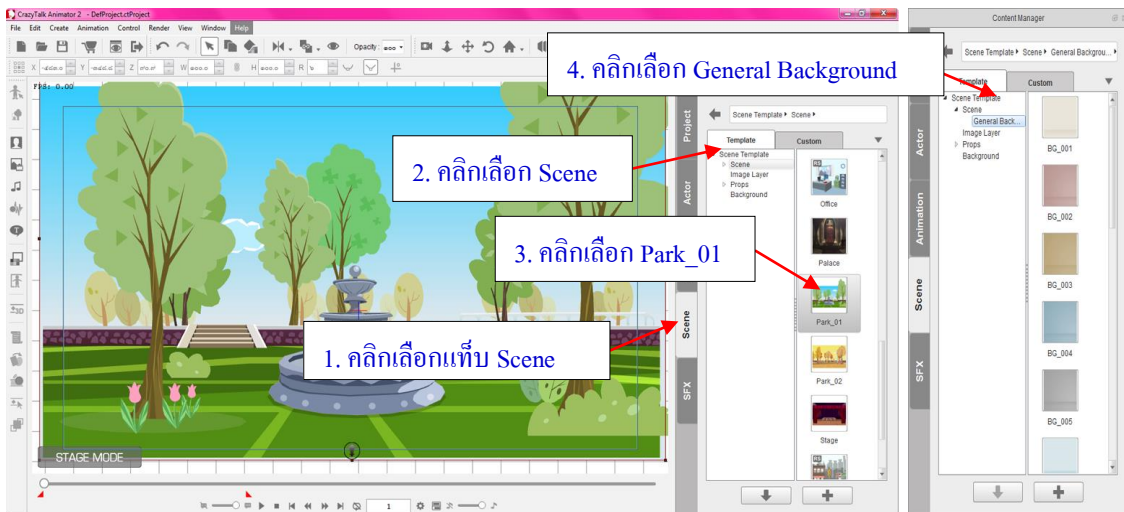 CrazyTalk Animator 2 - DefProject.ctProject
File Edit Create Animation Control Render View Window Help
Opacity:
X Y Z W H R
FPS: 0.00
STAGE MODE
1
1. คลิกเลือกแท็บ Scene
2. คลิกเลือก Scene
3. คลิกเลือก Park_01
4. คลิกเลือก General Background
Project
Actor
Scene
SFX
Scene Template Scene
Template Custom
Scene Template
Scene
Image Layer
Props
Background
Office
Palace
Park_01
Park_02
Stage
Content Manager
Scene Template Scene General Backgrou...
Template Custom
Actor
Animation
Scene
SFX
Scene Template
Scene
General Back...
Image Layer
Props
Background
BG_001
BG_002
BG_003
BG_004
BG_005